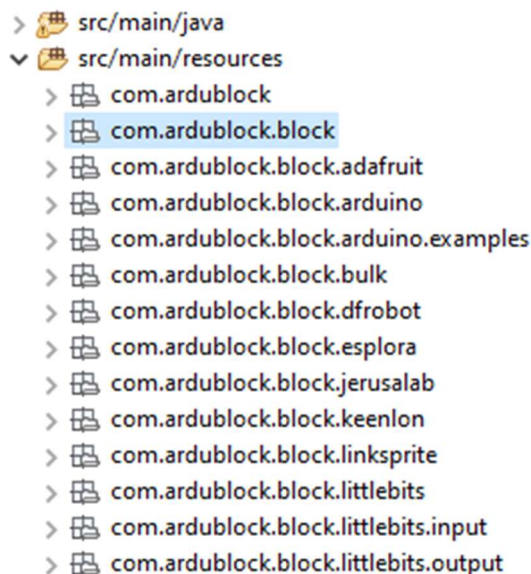 src/main/java
src/main/resources
com.ardublock
com.ardublock.block
com.ardublock.block.adafruit
com.ardublock.block.arduino
com.ardublock.block.arduino.examples
com.ardublock.block.bulk
com.ardublock.block.dfrobot
com.ardublock.block.esplora
com.ardublock.block.jerusalab
com.ardublock.block.keenlon
com.ardublock.block.linksprite
com.ardublock.block.littlebits
com.ardublock.block.littlebits.input
com.ardublock.block.littlebits.output